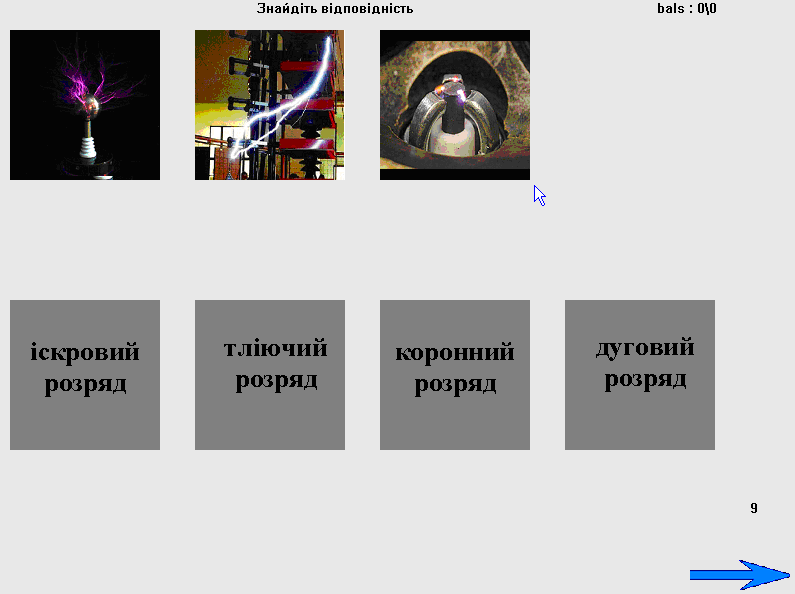 Знайдіть відповідність
bals : 0\0
іскровий
розряд
тліючий
розряд
коронний
розряд
дуговий
розряд
9